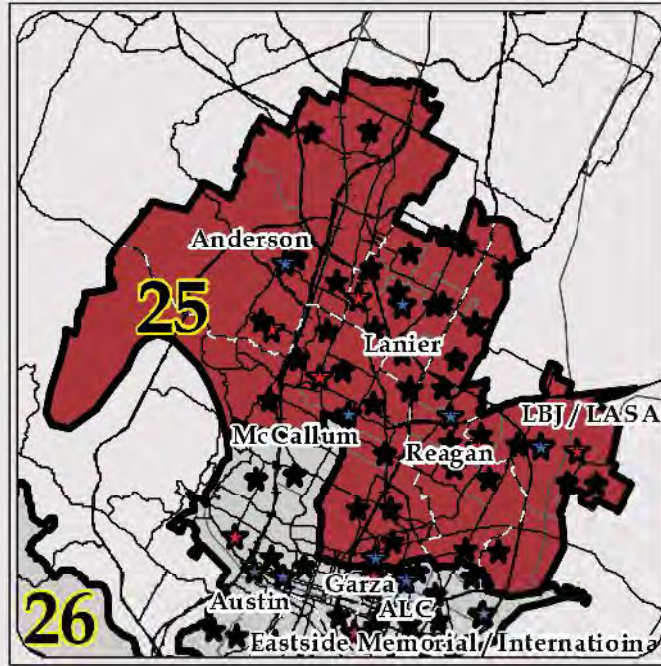 Anderson
25
Lanier
LBJ / LASA
McCallum
Reagan
Garza
Austin
ALC
26
Eastside Memorial / Internatioina